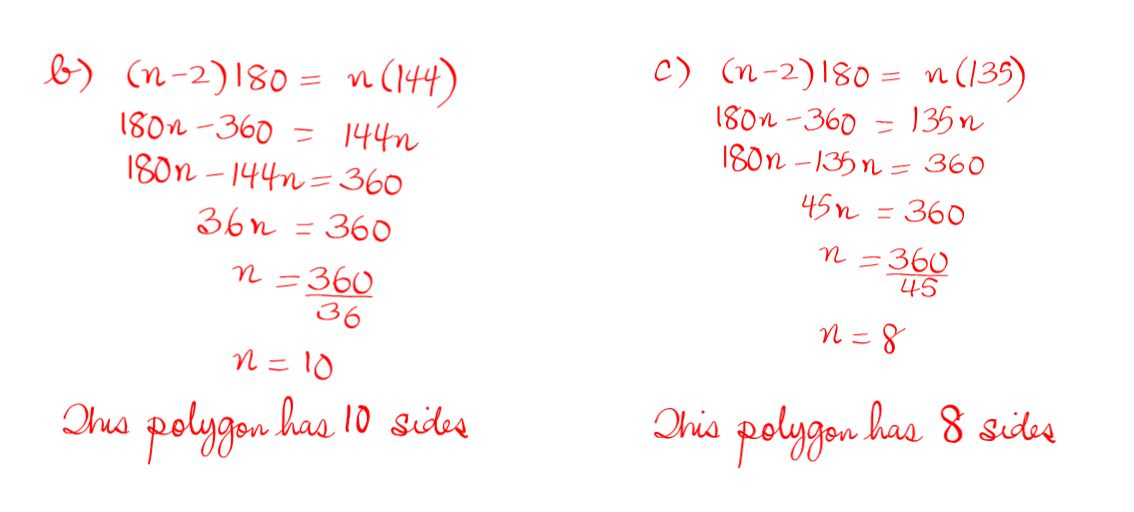 b) (n-2)180 = n(144)
180n - 360 = 144n
180n - 144n = 360
36n = 360
n = 360/36
n = 10
This polygon has 10 sides
c) (n-2)180 = n(135)
180n - 360 = 135n
180n - 135n = 360
45n = 360
n = 360/45
n = 8
This polygon has 8 sides